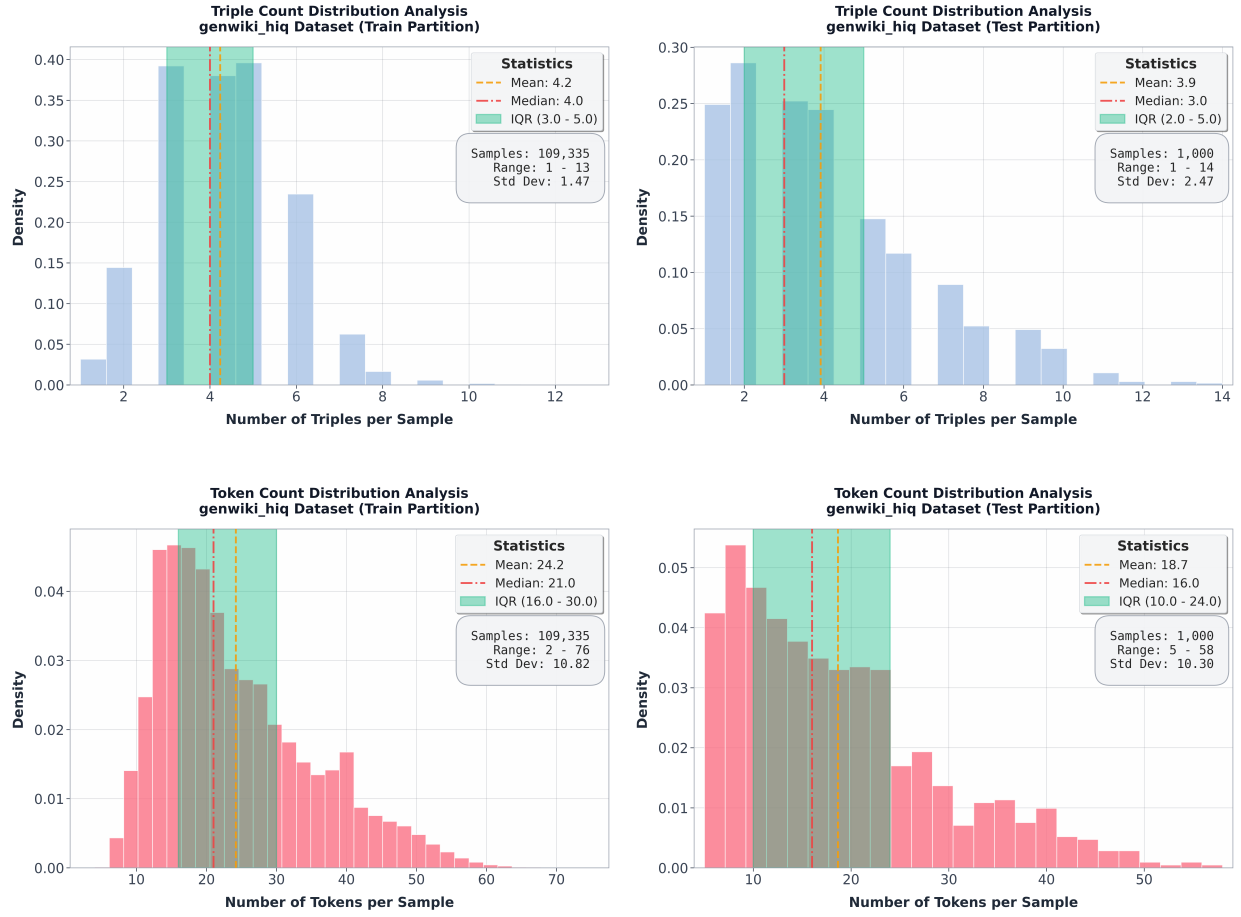 Triple Count Distribution Analysis
genwiki_hiq Dataset (Train Partition)
0.40
0.35
0.30
0.25
0.20
0.15
0.10
0.05
0.00
Density
2
4
6
8
10
12
Number of Triples per Sample
Statistics
Mean: 4.2
Median: 4.0
IQR (3.0 - 5.0)
Samples: 109,335
Range: 1 - 13
Std Dev: 1.47
Triple Count Distribution Analysis
genwiki_hiq Dataset (Test Partition)
0.30
0.25
0.20
0.15
0.10
0.05
0.00
Density
2
4
6
8
10
12
14
Number of Triples per Sample
Statistics
Mean: 3.9
Median: 3.0
IQR (2.0 - 5.0)
Samples: 1,000
Range: 1 - 14
Std Dev: 2.47
Token Count Distribution Analysis
genwiki_hiq Dataset (Train Partition)
0.04
0.03
0.02
0.01
0.00
Density
10
20
30
40
50
60
70
Number of Tokens per Sample
Statistics
Mean: 24.2
Median: 21.0
IQR (16.0 - 30.0)
Samples: 109,335
Range: 2 - 76
Std Dev: 10.82
Token Count Distribution Analysis
genwiki_hiq Dataset (Test Partition)
0.05
0.04
0.03
0.02
0.01
0.00
Density
10
20
30
40
50
Number of Tokens per Sample
Statistics
Mean: 18.7
Median: 16.0
IQR (10.0 - 24.0)
Samples: 1,000
Range: 5 - 58
Std Dev: 10.30